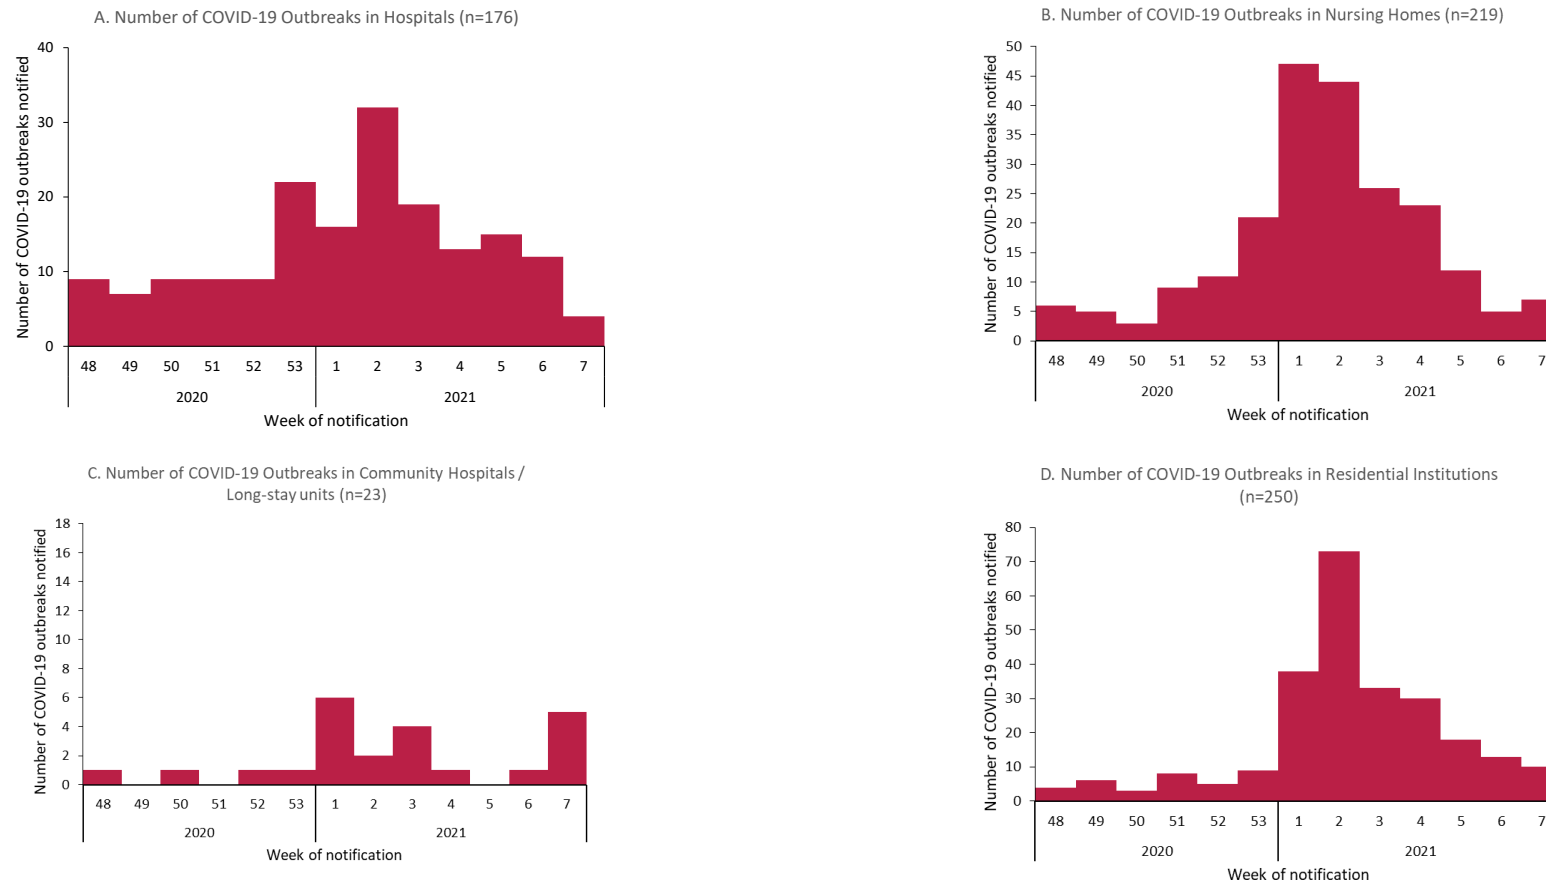 A. Number of COVID-19 Outbreaks in Hospitals (n=176)
Number of COVID-19 outbreaks notified
40
30
20
10
0
48 49 50 51 52 53 1 2 3 4 5 6 7
2020 2021
Week of notification
B. Number of COVID-19 Outbreaks in Nursing Homes (n=219)
Number of COVID-19 outbreaks notified
50
45
40
35
30
25
20
15
10
5
0
48 49 50 51 52 53 1 2 3 4 5 6 7
2020 2021
Week of notification
C. Number of COVID-19 Outbreaks in Community Hospitals /
Long-stay units (n=23)
Number of COVID-19 outbreaks notified
18
16
14
12
10
8
6
4
2
0
48 49 50 51 52 53 1 2 3 4 5 6 7
2020 2021
Week of notification
D. Number of COVID-19 Outbreaks in Residential Institutions
(n=250)
Number of COVID-19 outbreaks notified
80
70
60
50
40
30
20
10
0
48 49 50 51 52 53 1 2 3 4 5 6 7
2020 2021
Week of notification